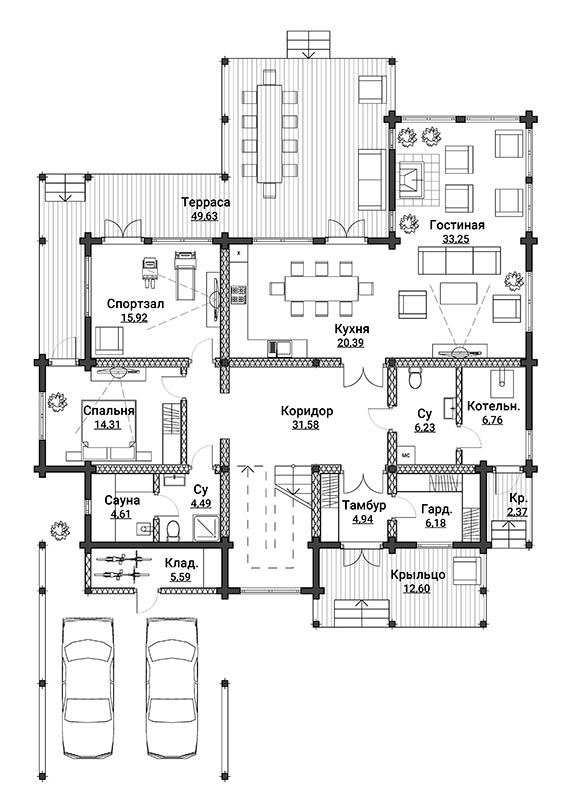 Терраса
49.63
Гостиная
33.25
Спортзал
15.92
X
Кухня
20.39
Спальня
14.31
Коридор
31.58
Су
6.23
Котельн.
6.76
МС
Сауна
4.61
Су
4.49
Тамбур
4.94
Гард.
6.18
Кр.
2.37
Клад.
5.59
Крыльцо
12.60